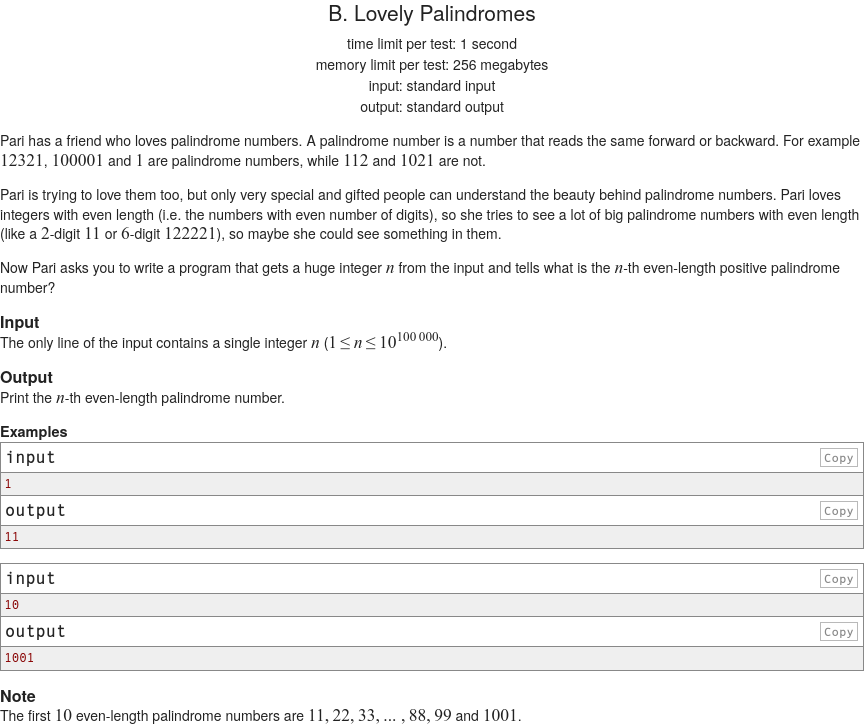 B. Lovely Palindromes
time limit per test: 1 second
memory limit per test: 256 megabytes
input: standard input
output: standard output
Pari has a friend who loves palindrome numbers. A palindrome number is a number that reads the same forward or backward. For example
12321, 100001 and 1 are palindrome numbers, while 112 and 1021 are not.
Pari is trying to love them too, but only very special and gifted people can understand the beauty behind palindrome numbers. Pari loves
integers with even length (i.e. the numbers with even number of digits), so she tries to see a lot of big palindrome numbers with even length
(like a 2-digit 11 or 6-digit 122221), so maybe she could see something in them.
Now Pari asks you to write a program that gets a huge integer n from the input and tells what is the n-th even-length positive palindrome
number?
Input
The only line of the input contains a single integer n (1 ≤ n ≤ 10^{100 000}).
Output
Print the n-th even-length palindrome number.
Examples
input Copy
1
output Copy
11
input Copy
10
output Copy
1001
Note
The first 10 even-length palindrome numbers are 11, 22, 33, ... , 88, 99 and 1001.